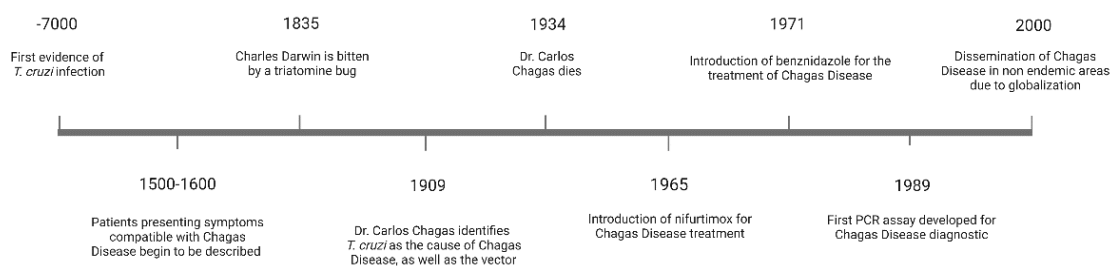 -7000
First evidence of
T. cruzi infection
1835
Charles Darwin is bitten
by a triatomine bug
1934
Dr. Carlos
Chagas dies
1971
Introduction of benznidazole for the
treatment of Chagas Disease
2000
Dissemination of Chagas
Disease in non endemic areas
due to globalization
1500-1600
Patients presenting symptoms
compatible with Chagas
Disease begin to be described
1909
Dr. Carlos Chagas identifies
T. cruzi as the cause of Chagas
Disease, as well as the vector
1965
Introduction of nifurtimox for
Chagas Disease treatment
1989
First PCR assay developed for
Chagas Disease diagnostic